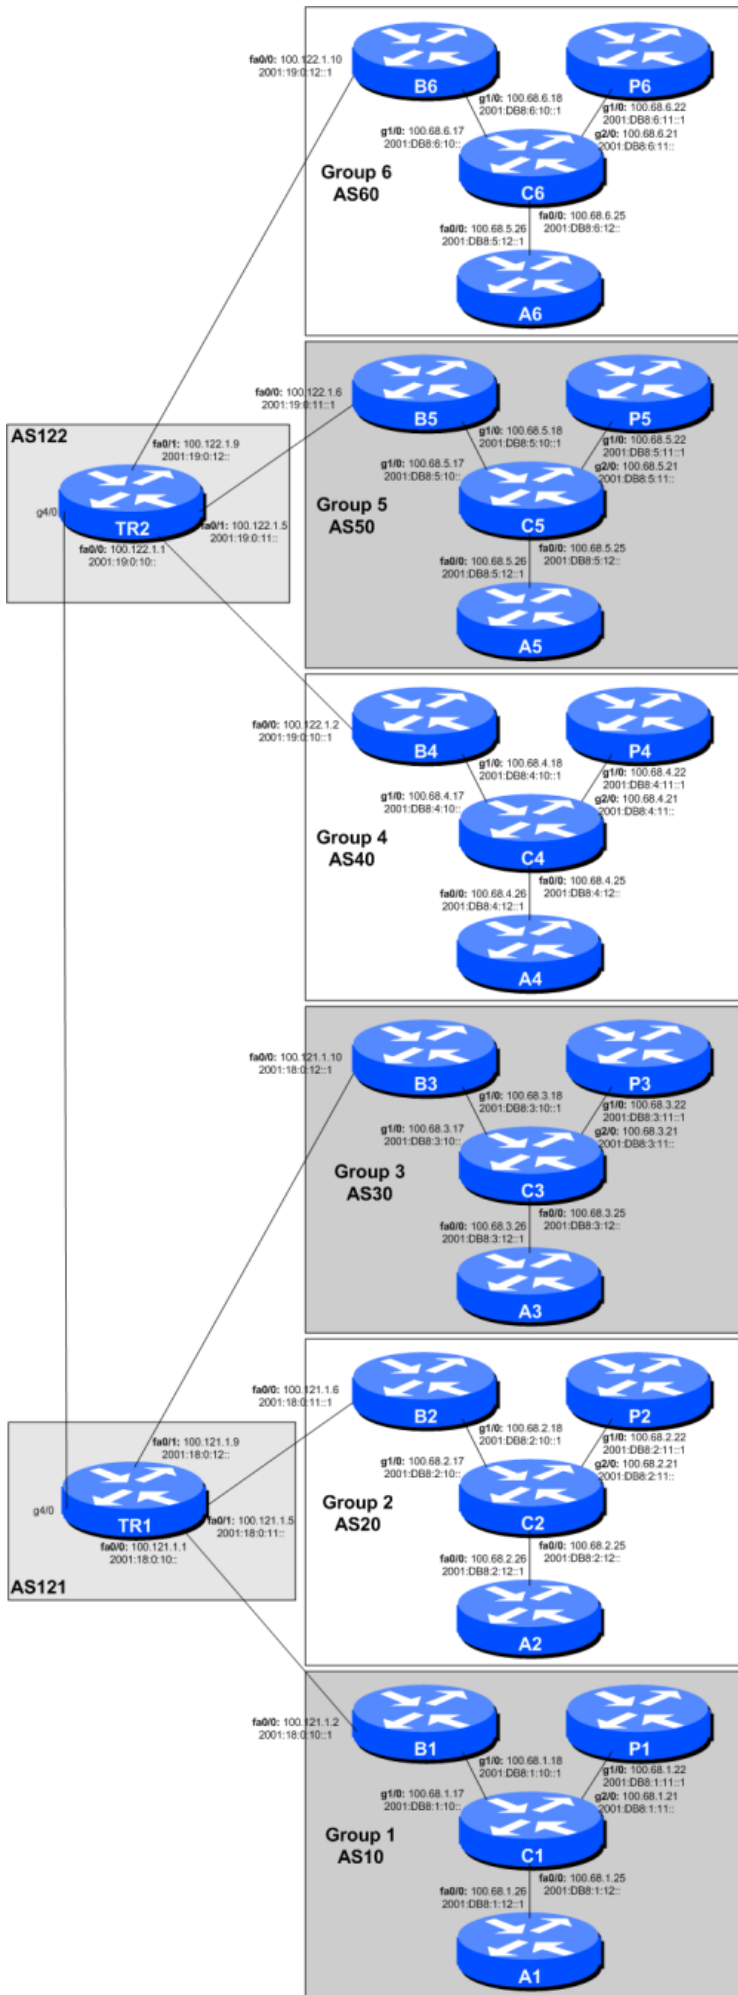 fa0/0: 100.122.1.10
2001:19:0:12::1
B6
P6
g1/0: 100.68.6.18
2001:DB8:6:10::1
g1/0: 100.68.6.22
2001:DB8:6:11::1
g1/0: 100.68.6.17
2001:DB8:6:10::
g2/0: 100.68.6.21
2001:DB8:6:11::
C6
Group 6
AS60
fa0/0: 100.68.6.25
2001:DB8:6:12::
fa0/0: 100.68.5.26
2001:DB8:5:12::1
A6
fa0/0: 100.122.1.6
2001:19:0:11::1
B5
P5
g1/0: 100.68.5.18
2001:DB8:5:10::1
g1/0: 100.68.5.22
2001:DB8:5:11::1
g1/0: 100.68.5.17
2001:DB8:5:10::
g2/0: 100.68.5.21
2001:DB8:5:11::
C5
Group 5
AS50
fa0/0: 100.68.5.25
2001:DB8:5:12::
fa0/0: 100.68.5.26
2001:DB8:5:12::1
A5
AS122
fa0/1: 100.122.1.9
2001:19:0:12::
g4/0
TR2
fa0/1: 100.122.1.5
2001:19:0:11::
fa0/0: 100.122.1.1
2001:19:0:10::
fa0/0: 100.122.1.2
2001:19:0:10::1
B4
P4
g1/0: 100.68.4.18
2001:DB8:4:10::1
g1/0: 100.68.4.22
2001:DB8:4:11::1
g1/0: 100.68.4.17
2001:DB8:4:10::
g2/0: 100.68.4.21
2001:DB8:4:11::
C4
Group 4
AS40
fa0/0: 100.68.4.25
2001:DB8:4:12::
fa0/0: 100.68.4.26
2001:DB8:4:12::1
A4
fa0/0: 100.121.1.10
2001:18:0:12::1
B3
P3
g1/0: 100.68.3.18
2001:DB8:3:10::1
g1/0: 100.68.3.22
2001:DB8:3:11::1
g1/0: 100.68.3.17
2001:DB8:3:10::
g2/0: 100.68.3.21
2001:DB8:3:11::
C3
Group 3
AS30
fa0/0: 100.68.3.25
2001:DB8:3:12::
fa0/0: 100.68.3.26
2001:DB8:3:12::1
A3
fa0/0: 100.121.1.6
2001:18:0:11::1
B2
P2
g1/0: 100.68.2.18
2001:DB8:2:10::1
g1/0: 100.68.2.22
2001:DB8:2:11::1
g1/0: 100.68.2.17
2001:DB8:2:10::
g2/0: 100.68.2.21
2001:DB8:2:11::
C2
Group 2
AS20
fa0/0: 100.68.2.25
2001:DB8:2:12::
fa0/0: 100.68.2.26
2001:DB8:2:12::1
A2
fa0/1: 100.121.1.9
2001:18:0:12::
g4/0
TR1
fa0/1: 100.121.1.5
2001:18:0:11::
fa0/0: 100.121.1.1
2001:18:0:10::
AS121
fa0/0: 100.121.1.2
2001:18:0:10::1
B1
P1
g1/0: 100.68.1.18
2001:DB8:1:10::1
g1/0: 100.68.1.22
2001:DB8:1:11::1
g1/0: 100.68.1.17
2001:DB8:1:10::
g2/0: 100.68.1.21
2001:DB8:1:11::
C1
Group 1
AS10
fa0/0: 100.68.1.25
2001:DB8:1:12::
fa0/0: 100.68.1.26
2001:DB8:1:12::1
A1